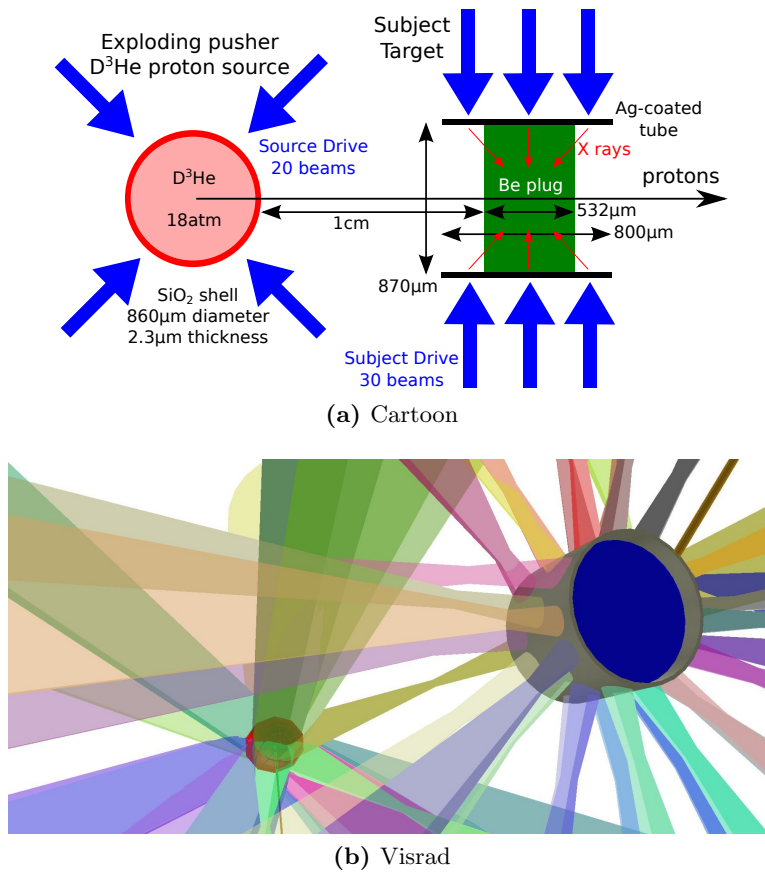 Exploding pusher
D³He proton source
Subject
Target
Ag-coated
tube
Source Drive
20 beams
X rays
D³He
Be plug
protons
18atm
1cm
532μm
800μm
870μm
SiO₂ shell
860μm diameter
2.3μm thickness
Subject Drive
30 beams
(a) Cartoon
(b) Visrad